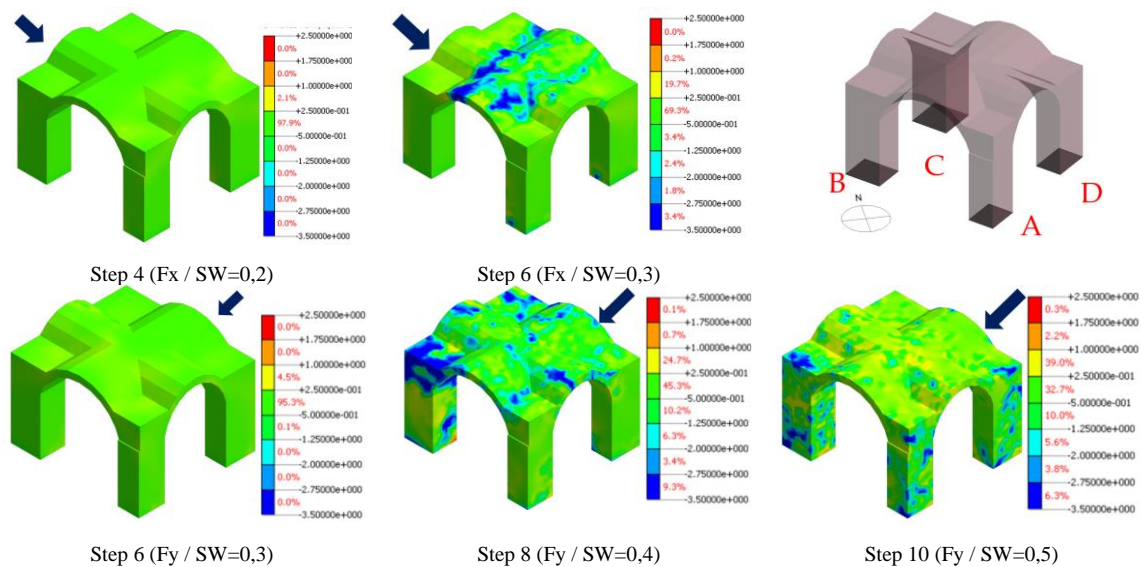 +2.50000e+000
0.0%
+1.75000e+000
0.0%
+1.00000e+000
2.1%
+2.50000e-001
97.9%
-5.00000e-001
0.0%
-1.25000e+000
0.0%
-2.00000e+000
0.0%
-2.75000e+000
0.0%
-3.50000e+000
Step 4 (Fx / SW=0,2)
+2.50000e+000
0.0%
+1.75000e+000
0.2%
+1.00000e+000
19.7%
+2.50000e-001
69.3%
-5.00000e-001
3.4%
-1.25000e+000
2.4%
-2.00000e+000
1.8%
-2.75000e+000
3.4%
-3.50000e+000
Step 6 (Fx / SW=0,3)
B
C
D
N
A
+2.50000e+000
0.0%
+1.75000e+000
0.0%
+1.00000e+000
4.5%
+2.50000e-001
95.3%
-5.00000e-001
0.1%
-1.25000e+000
0.0%
-2.00000e+000
0.0%
-2.75000e+000
0.0%
-3.50000e+000
Step 6 (Fy / SW=0,3)
+2.50000e+000
0.1%
+1.75000e+000
0.7%
+1.00000e+000
24.7%
+2.50000e-001
45.3%
-5.00000e-001
10.2%
-1.25000e+000
6.3%
-2.00000e+000
3.4%
-2.75000e+000
9.3%
-3.50000e+000
Step 8 (Fy / SW=0,4)
+2.50000e+000
0.3%
+1.75000e+000
2.2%
+1.00000e+000
39.0%
+2.50000e-001
32.7%
-5.00000e-001
10.0%
-1.25000e+000
5.6%
-2.00000e+000
3.8%
-2.75000e+000
6.3%
-3.50000e+000
Step 10 (Fy / SW=0,5)